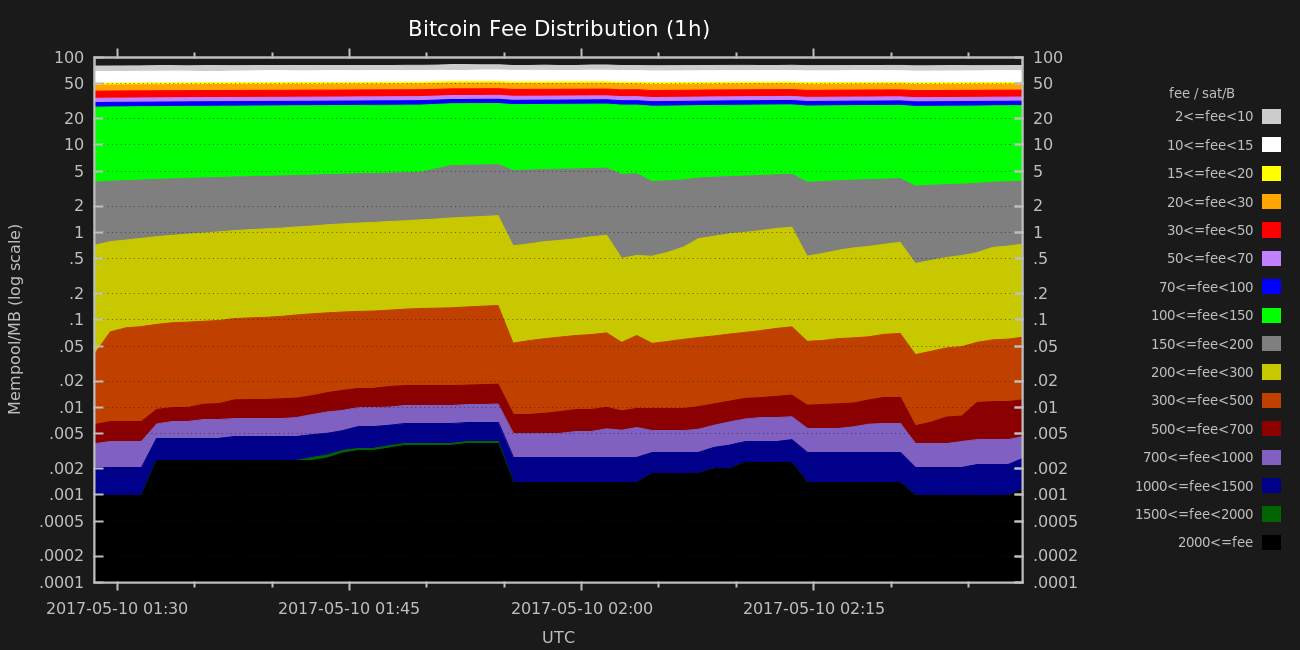 Bitcoin Fee Distribution (1h)
Mempool/MB (log scale)
100
50
20
10
5
2
1
.5
.2
.1
.05
.02
.01
.005
.002
.001
.0005
.0002
.0001
100
50
20
10
5
2
1
.5
.2
.1
.05
.02
.01
.005
.002
.001
.0005
.0002
.0001
2017-05-10 01:30
2017-05-10 01:45
2017-05-10 02:00
2017-05-10 02:15
UTC
fee / sat/B
2<=fee<10
10<=fee<15
15<=fee<20
20<=fee<30
30<=fee<50
50<=fee<70
70<=fee<100
100<=fee<150
150<=fee<200
200<=fee<300
300<=fee<500
500<=fee<700
700<=fee<1000
1000<=fee<1500
1500<=fee<2000
2000<=fee